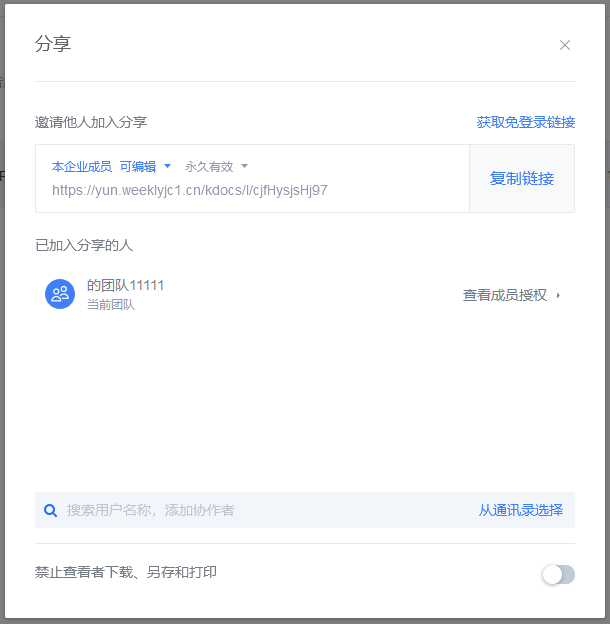 分享
邀请他人加入分享
获取免登录链接
本企业成员 可编辑 永久有效
https://yun.weeklyjc1.cn/kdocs/l/cjfHysjsHj97
复制链接
已加入分享的人
的团队11111
当前团队
查看成员授权
搜索用户名称，添加协作者
从通讯录选择
禁止查看者下载、另存和打印